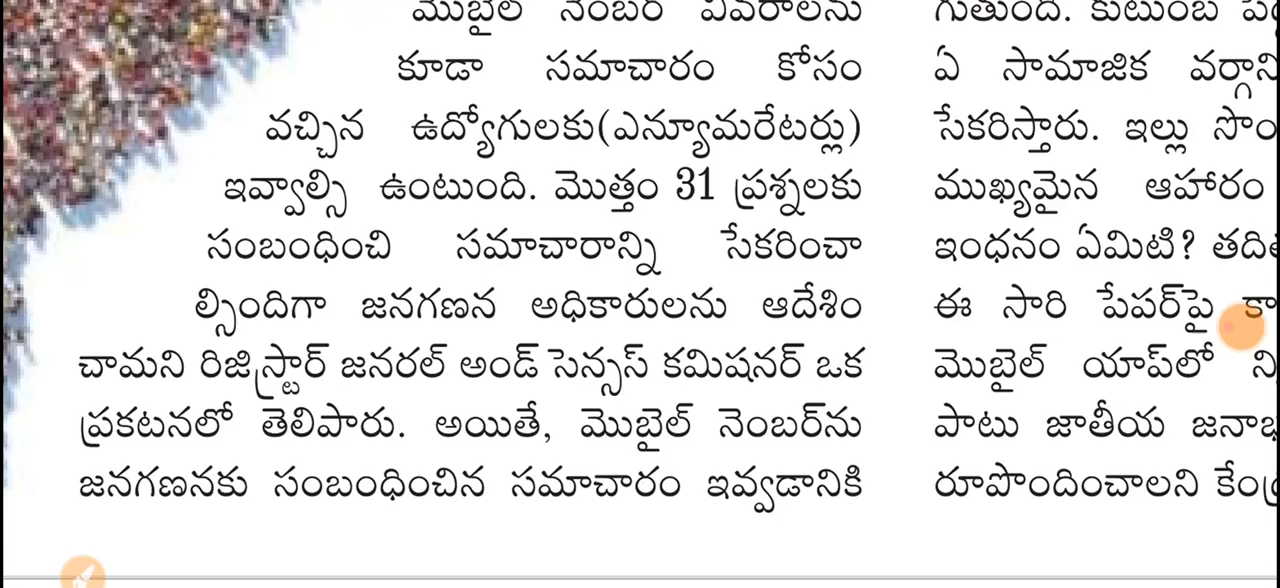 మొబైల్ నెంబర్ వివరాలను
కూడా సమాచారం కోసం
వచ్చిన ఉద్యోగులకు(ఎన్యూమరేటర్లు)
ఇవ్వాల్సి ఉంటుంది. మొత్తం 31 ప్రశ్నలకు
సంబంధించి సమాచారాన్ని సేకరించా
ల్సిందిగా జనగణన అధికారులను ఆదేశిం
చామని రిజిస్ట్రార్ జనరల్ అండ్ సెన్సస్ కమిషనర్ ఒక
ప్రకటనలో తెలిపారు. అయితే, మొబైల్ నెంబర్‌ను
జనగణనకు సంబంధించిన సమాచారం ఇవ్వడానికి
గుతుంది. కుటుంబ
ఏ సామాజిక
సేకరిస్తారు. ఇల్లు
ముఖ్యమైన ఆహారం
ఇంధనం ఏమిటి?
ఈ సారి పేపర్‌పై
మొబైల్ యాప్‌లో
పాటు జాతీయ
రూపొందించాలని